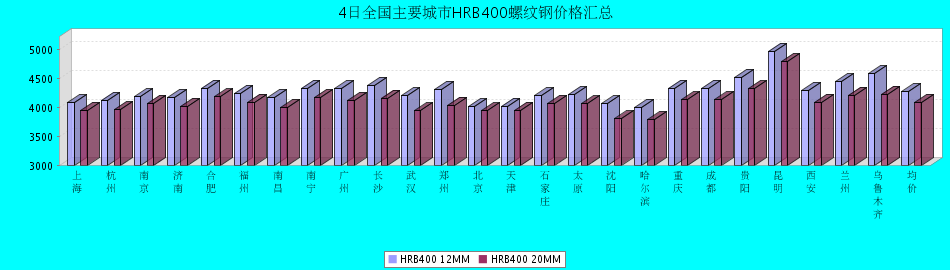 4日全国主要城市HRB400螺纹钢价格汇总
5000
4500
4000
3500
3000
上海 杭州 南京 济南 合肥 福州 南昌 南宁 广州 长沙 武汉 郑州 北京 天津 石家庄 太原 沈阳 哈尔滨 重庆 成都 贵阳 昆明 西安 兰州 乌鲁木齐 均价
HRB400 12MM HRB400 20MM